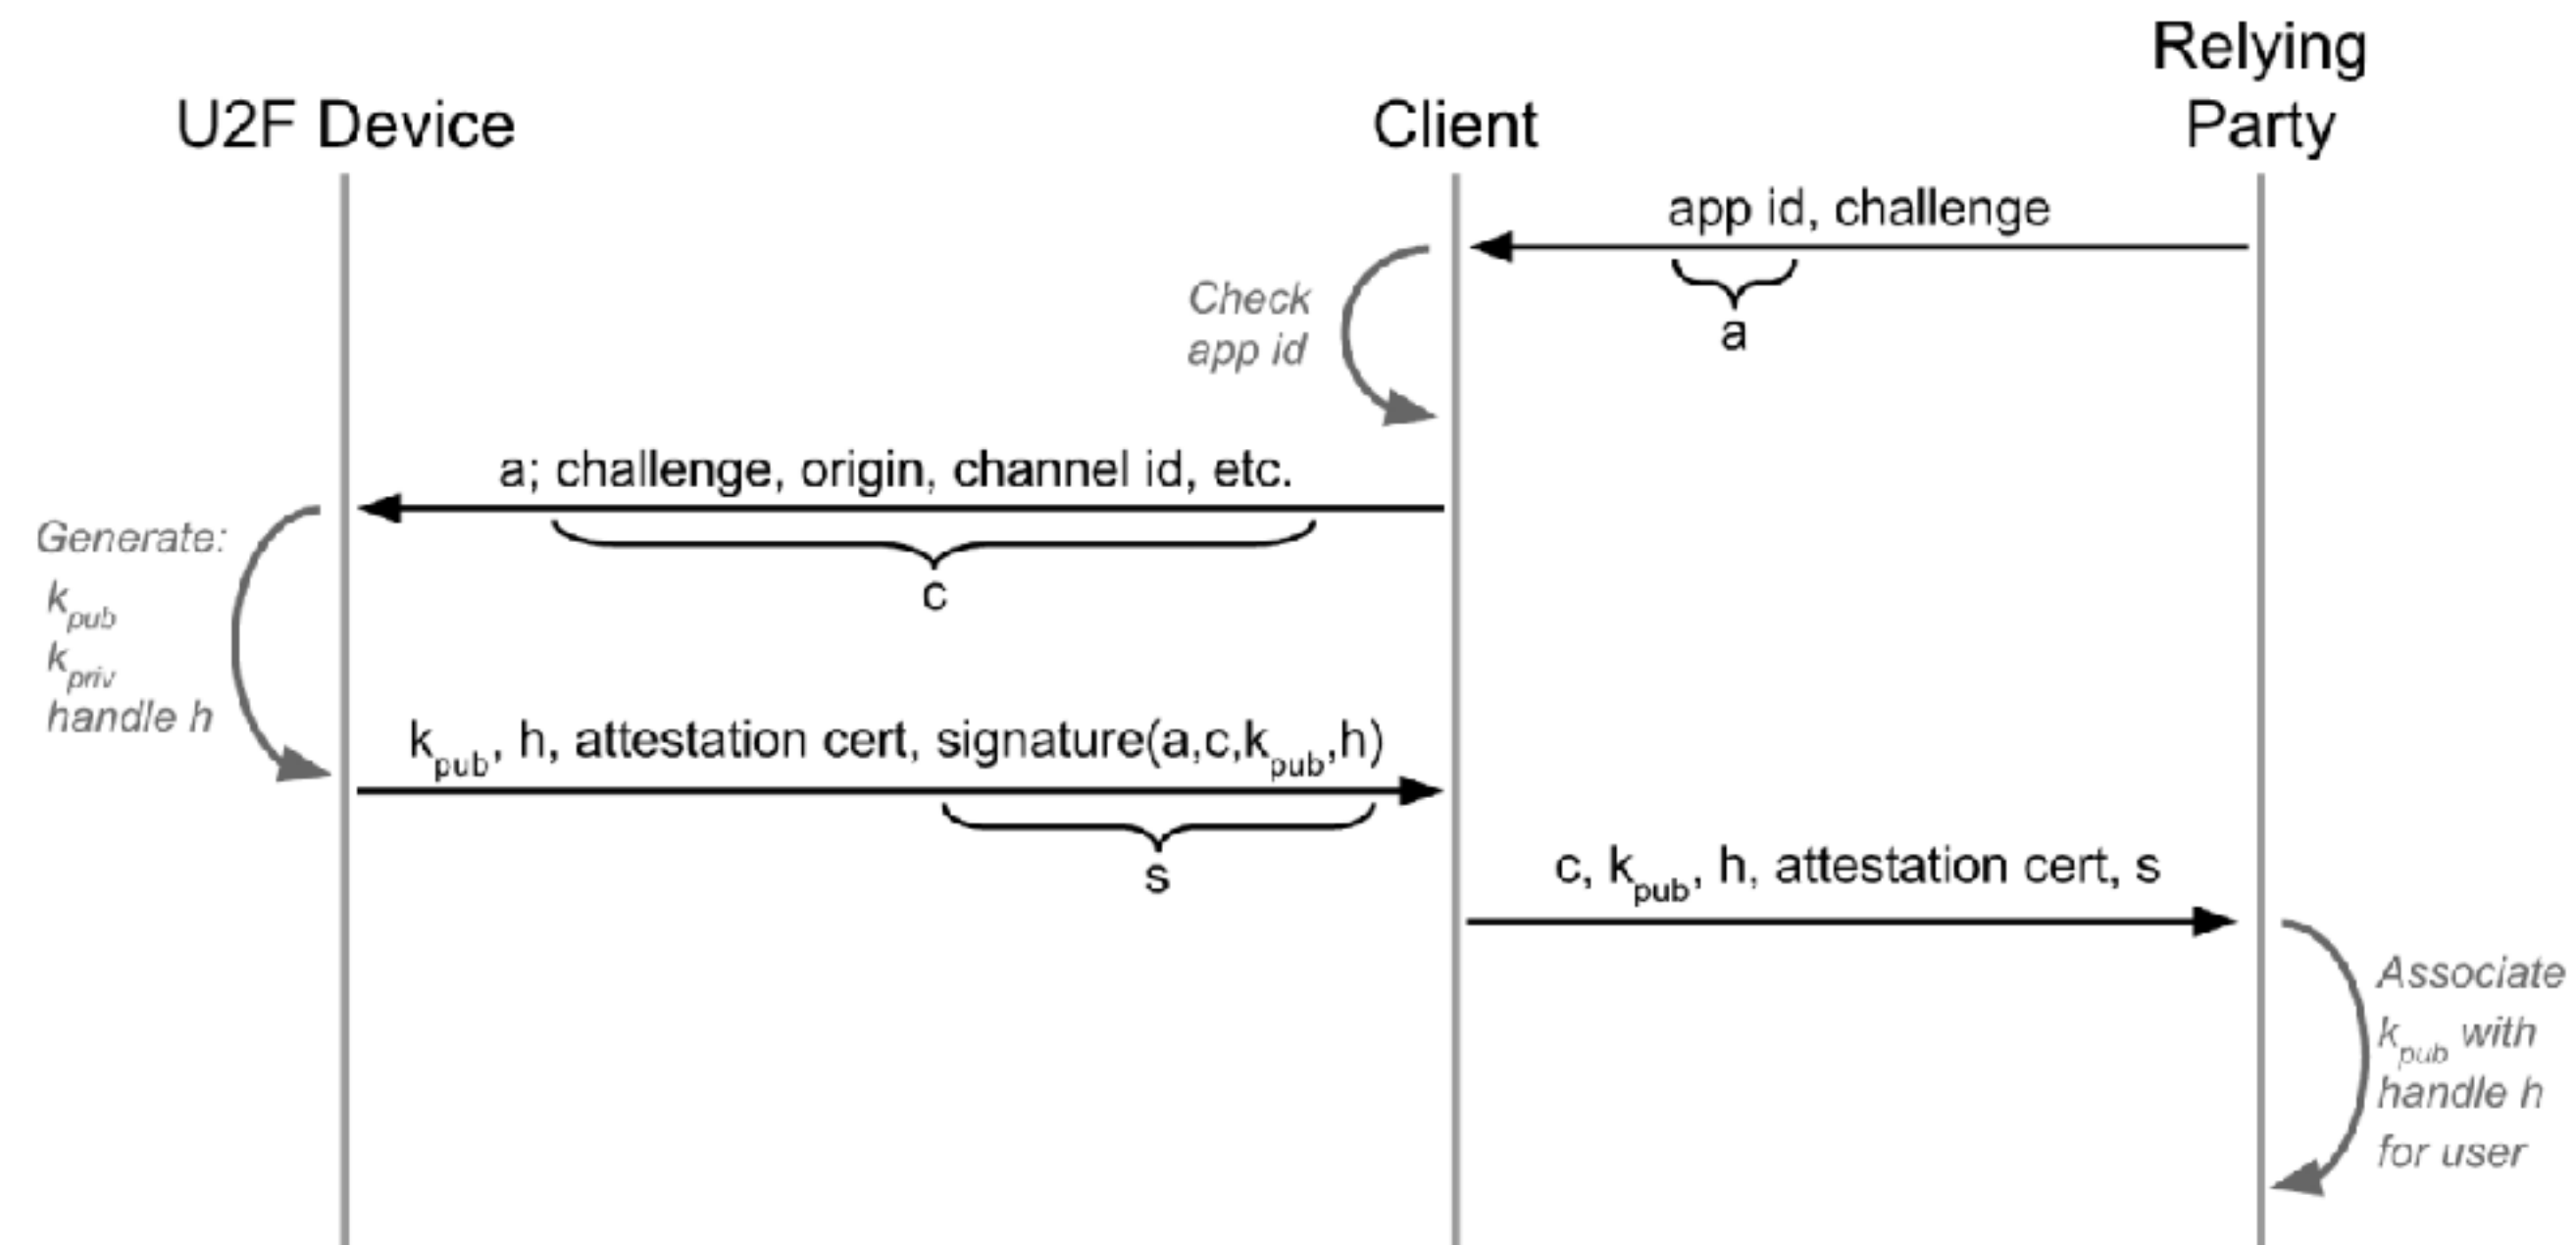 U2F Device
Client
Relying
Party
app id, challenge
a
Check
app id
a; challenge, origin, channel id, etc.
c
Generate:
kpub
kpriv
handle h
kpub, h, attestation cert, signature(a,c,kpub,h)
s
c, kpub, h, attestation cert, s
Associate
kpub with
handle h
for user